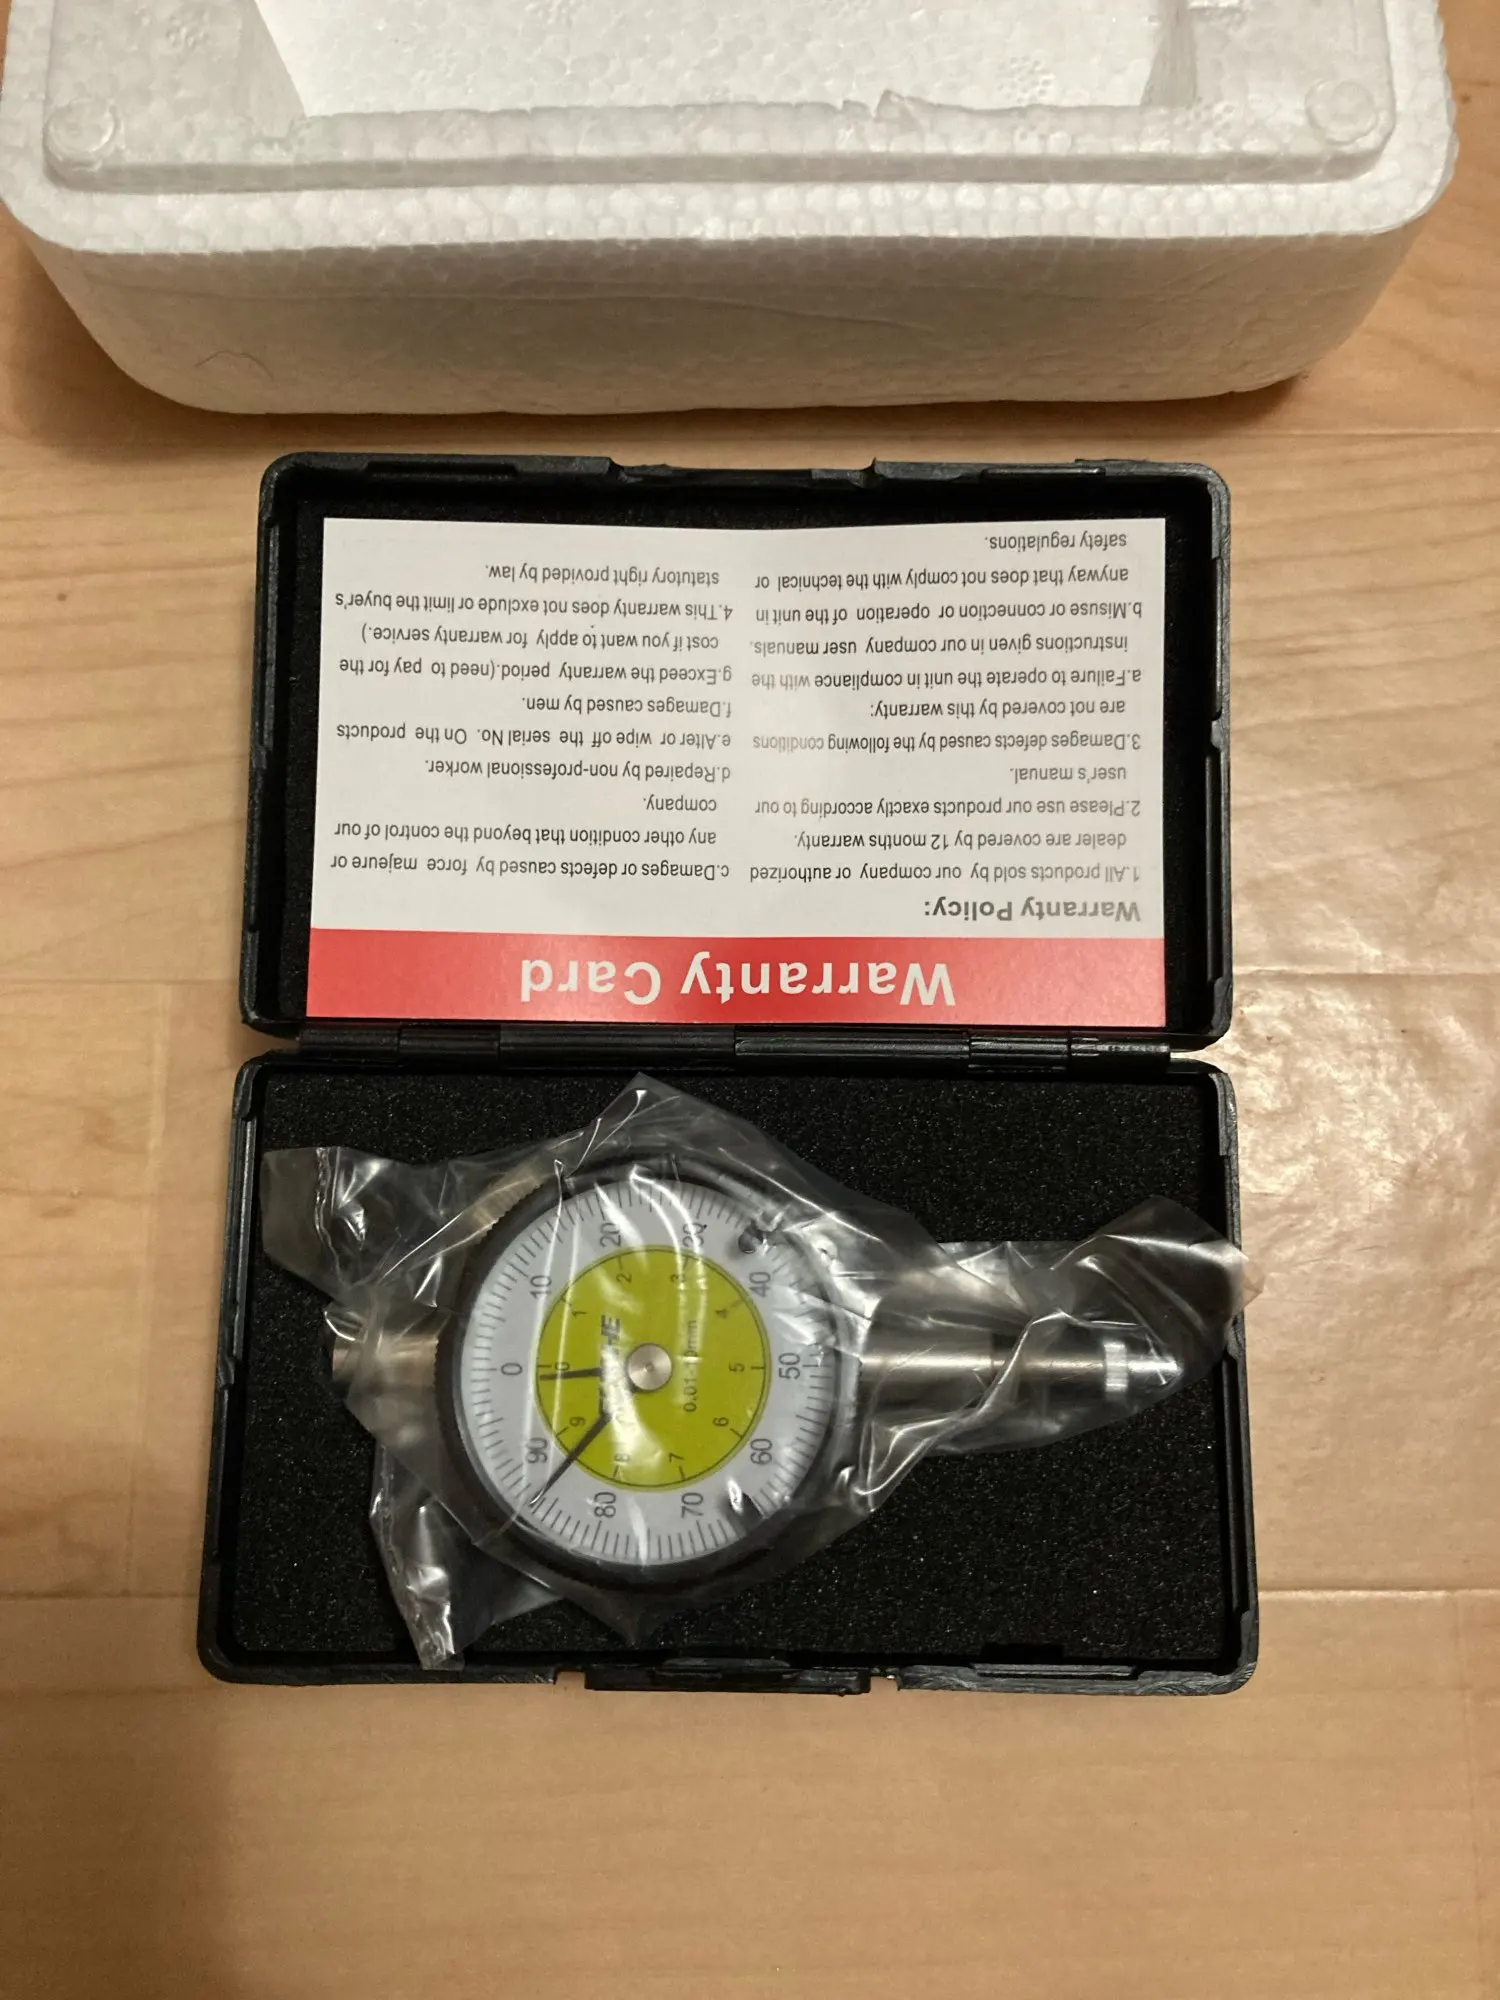 Warranty Card
Warranty Policy:
1.All products sold by our company or authorized
dealer are covered by 12 months warranty.
2.Please use our products exactly according to our
user's manual.
3.Damages defects caused by the following conditions
are not covered by this warranty:
a.Failure to operate the unit in compliance with the
instructions given in our company user manuals.
b.Misuse or connection or operation of the unit in
anyway that does not comply with the technical or
safety regulations.
c.Damages or defects caused by force majeure or
any other condition that beyond the control of our
company.
d.Repaired by non-professional worker.
e.Alter or wipe off the serial No. On the products
f.Damages caused by men.
g.Exceed the warranty period.(need to pay for the
cost if you want to apply for warranty service.)
4.This warranty does not exclude or limit the buyer's
statutory right provided by law.
0
10
20
30
40
50
60
70
80
90
0
1
2
3
4
5
6
7
8
9